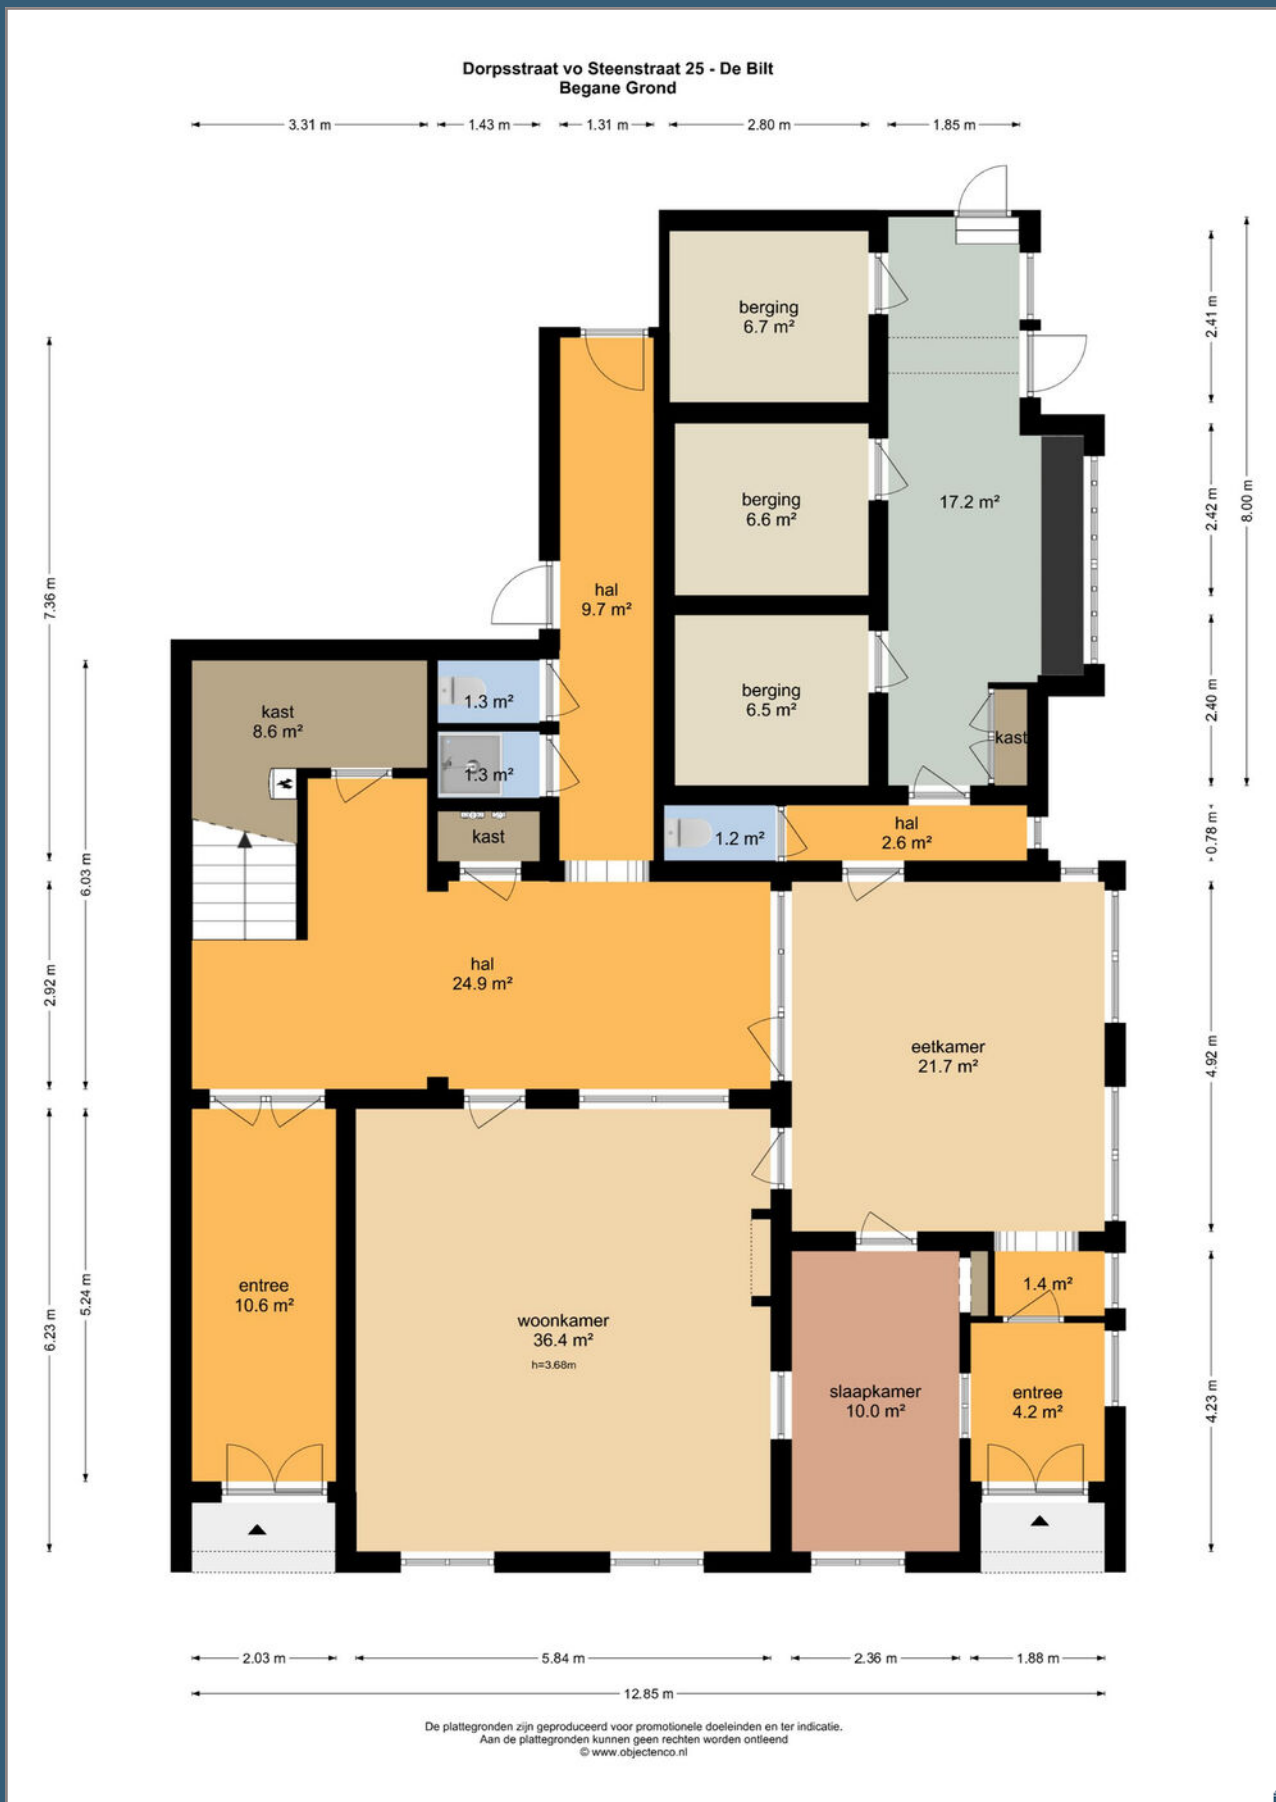 Dorpsstraat vo Steenstraat 25 - De Bilt
Begane Grond
3.31 m
1.43 m
1.31 m
2.80 m
1.85 m
berging
6.7 m²
2.41 m
8.00 m
berging
6.6 m²
17.2 m²
2.42 m
7.36 m
hal
9.7 m²
berging
6.5 m²
2.40 m
kast
8.6 m²
1.3 m²
1.3 m²
kast
kast
1.2 m²
hal
2.6 m²
0.78 m
6.03 m
hal
24.9 m²
2.92 m
eetkamer
21.7 m²
4.92 m
entree
10.6 m²
5.24 m
6.23 m
woonkamer
36.4 m²
h=3.68m
1.4 m²
slaapkamer
10.0 m²
entree
4.2 m²
4.23 m
2.03 m
5.84 m
2.36 m
1.88 m
12.85 m
De plattegronden zijn geproduceerd voor promotionele doeleinden en ter indicatie.
Aan de plattegronden kunnen geen rechten worden ontleend
© www.objectenco.nl